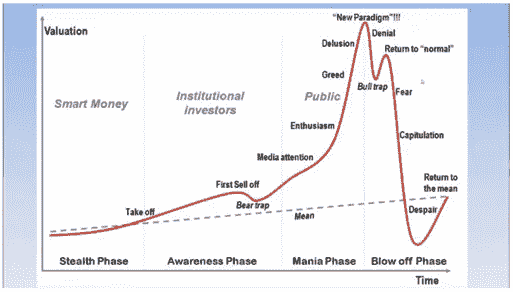 Valuation
"New Paradigm"!!!
Denial
Delusion
Return to "normal"
Greed
Bull trap
Fear
Smart Money
Institutional
investors
Public
Enthusiasm
Capitulation
Media attention
First Sell off
Bear trap
Return to
the mean
Take off
Mean
Despair
Stealth Phase
Awareness Phase
Mania Phase
Blow off Phase
Time